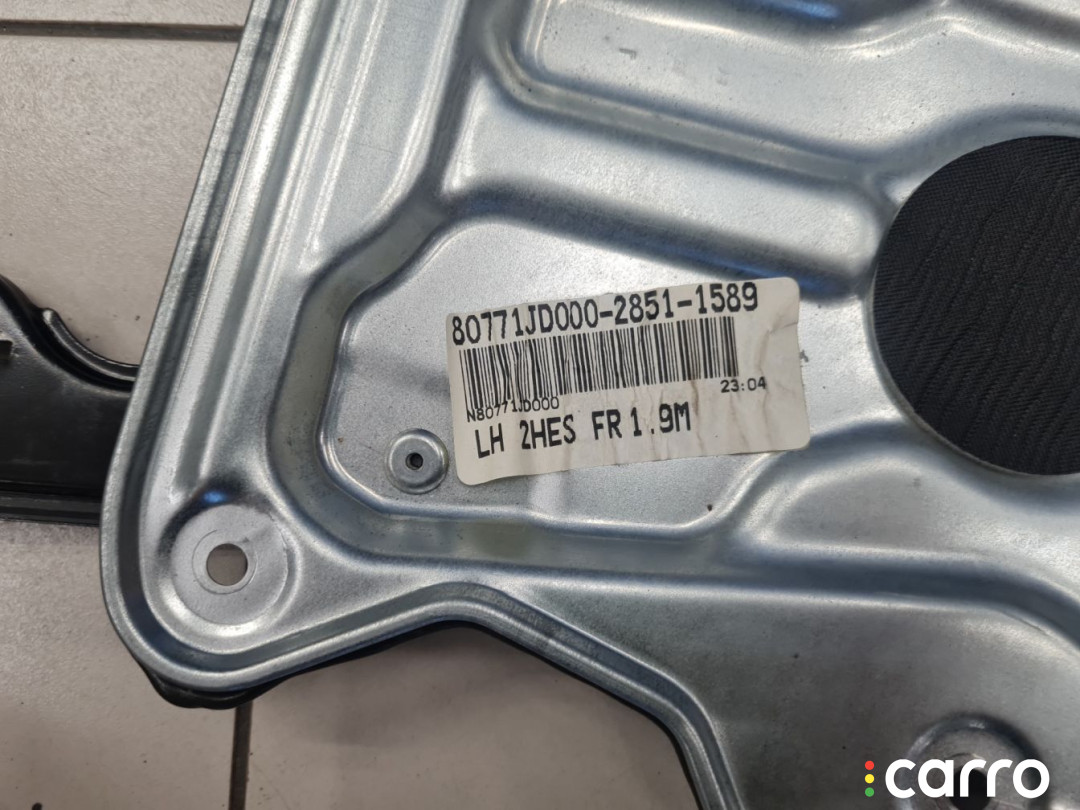 80771JD000-2851-1589
23:04
N80771JD000
LH 2HES FR 1.9M
carro